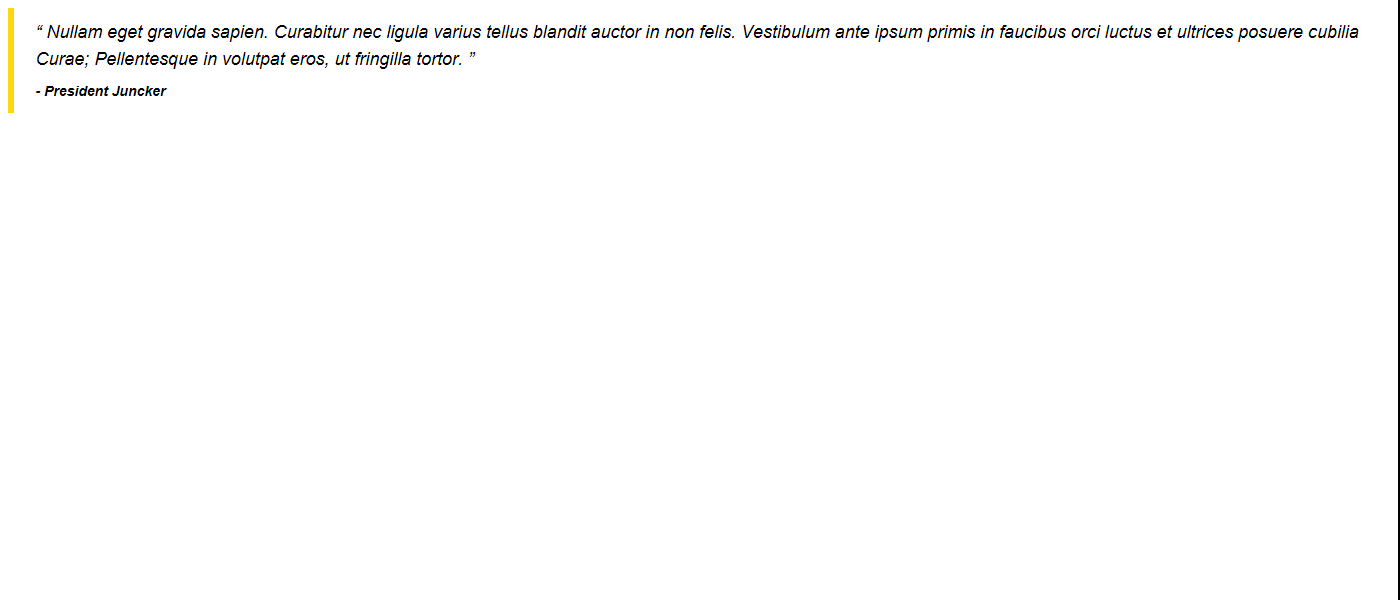 “ Nullam eget gravida sapien. Curabitur nec ligula varius tellus blandit auctor in non felis. Vestibulum ante ipsum primis in faucibus orci luctus et ultrices posuere cubilia
Curae; Pellentesque in volutpat eros, ut fringilla tortor. ”
- President Juncker